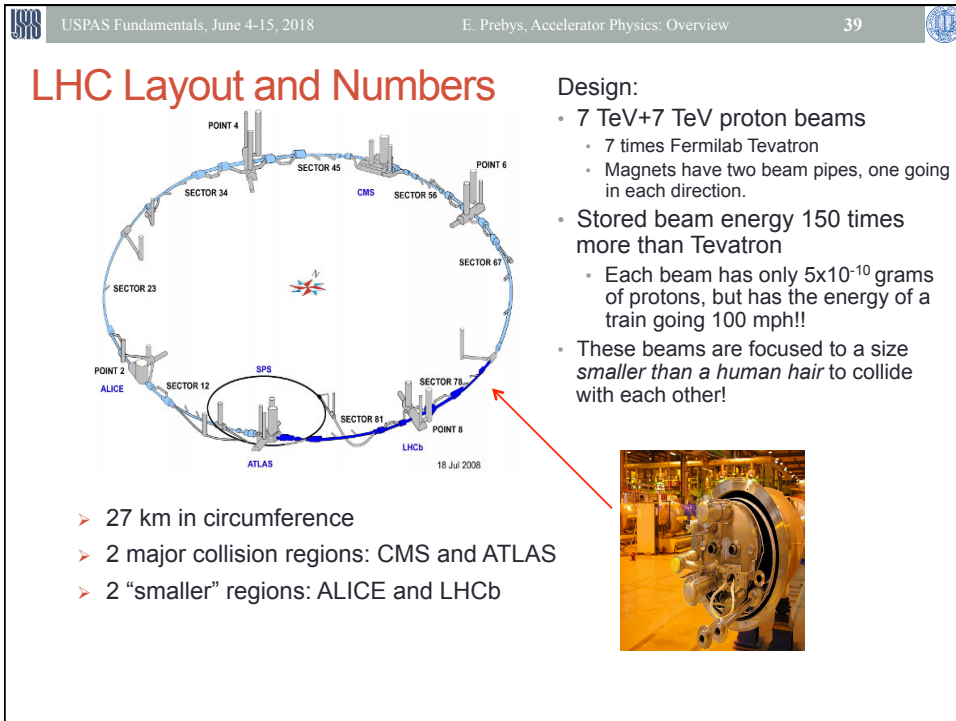 USPAS Fundamentals, June 4-15, 2018 E. Prebys, Accelerator Physics: Overview 39
LHC Layout and Numbers
POINT 4
SECTOR 45
POINT 6
SECTOR 34
CMS
SECTOR 56
N
SECTOR 67
SECTOR 23
POINT 2
ALICE
SECTOR 12
SPS
SECTOR 78
SECTOR 81
POINT 8
LHCb
ATLAS
18 Jul 2008
Design:
• 7 TeV+7 TeV proton beams
• 7 times Fermilab Tevatron
• Magnets have two beam pipes, one going
in each direction.
• Stored beam energy 150 times
more than Tevatron
• Each beam has only 5x10⁻¹⁰ grams
of protons, but has the energy of a
train going 100 mph!!
• These beams are focused to a size
smaller than a human hair to collide
with each other!
➢ 27 km in circumference
➢ 2 major collision regions: CMS and ATLAS
➢ 2 “smaller” regions: ALICE and LHCb